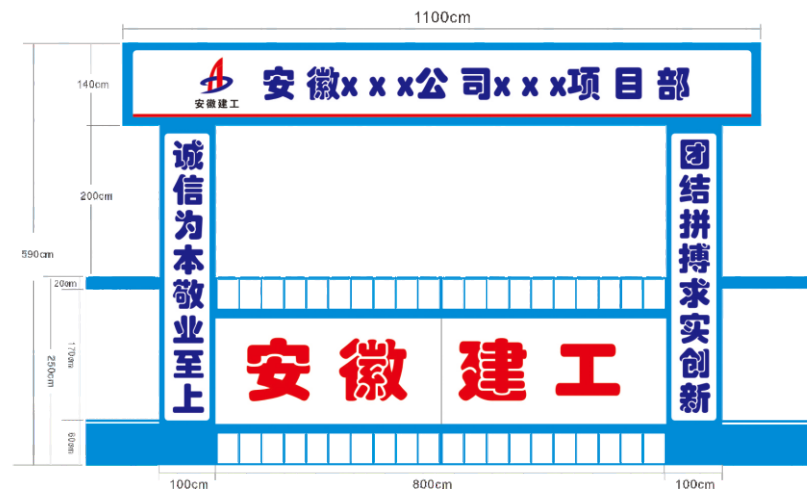 1100cm
140cm
安徽建工
安徽xxx公司xxx项目部
诚信为本敬业至上
团结拼搏求实创新
200cm
590cm
20cm
170cm
250cm
60cm
安徽建工
100cm
800cm
100cm